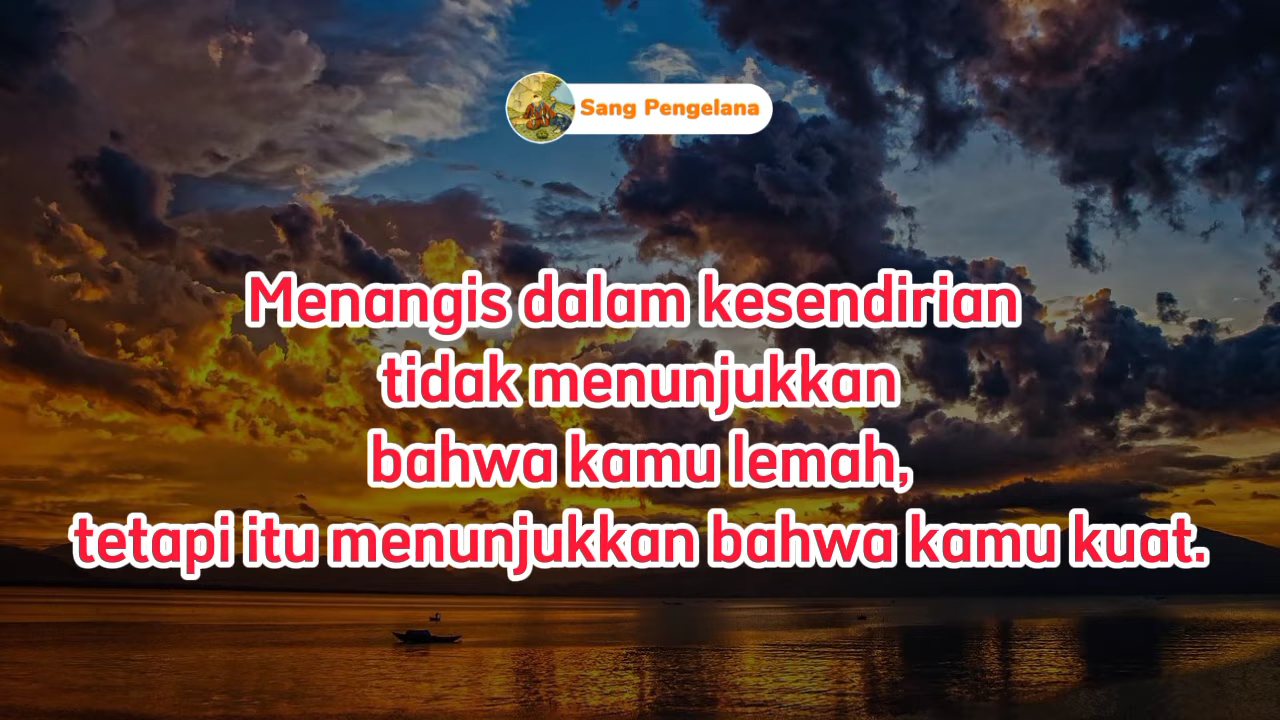 Sang Pengelana
Menangis dalam kesendirian
tidak menunjukkan
bahwa kamu lemah,
tetapi itu menunjukkan bahwa kamu kuat.